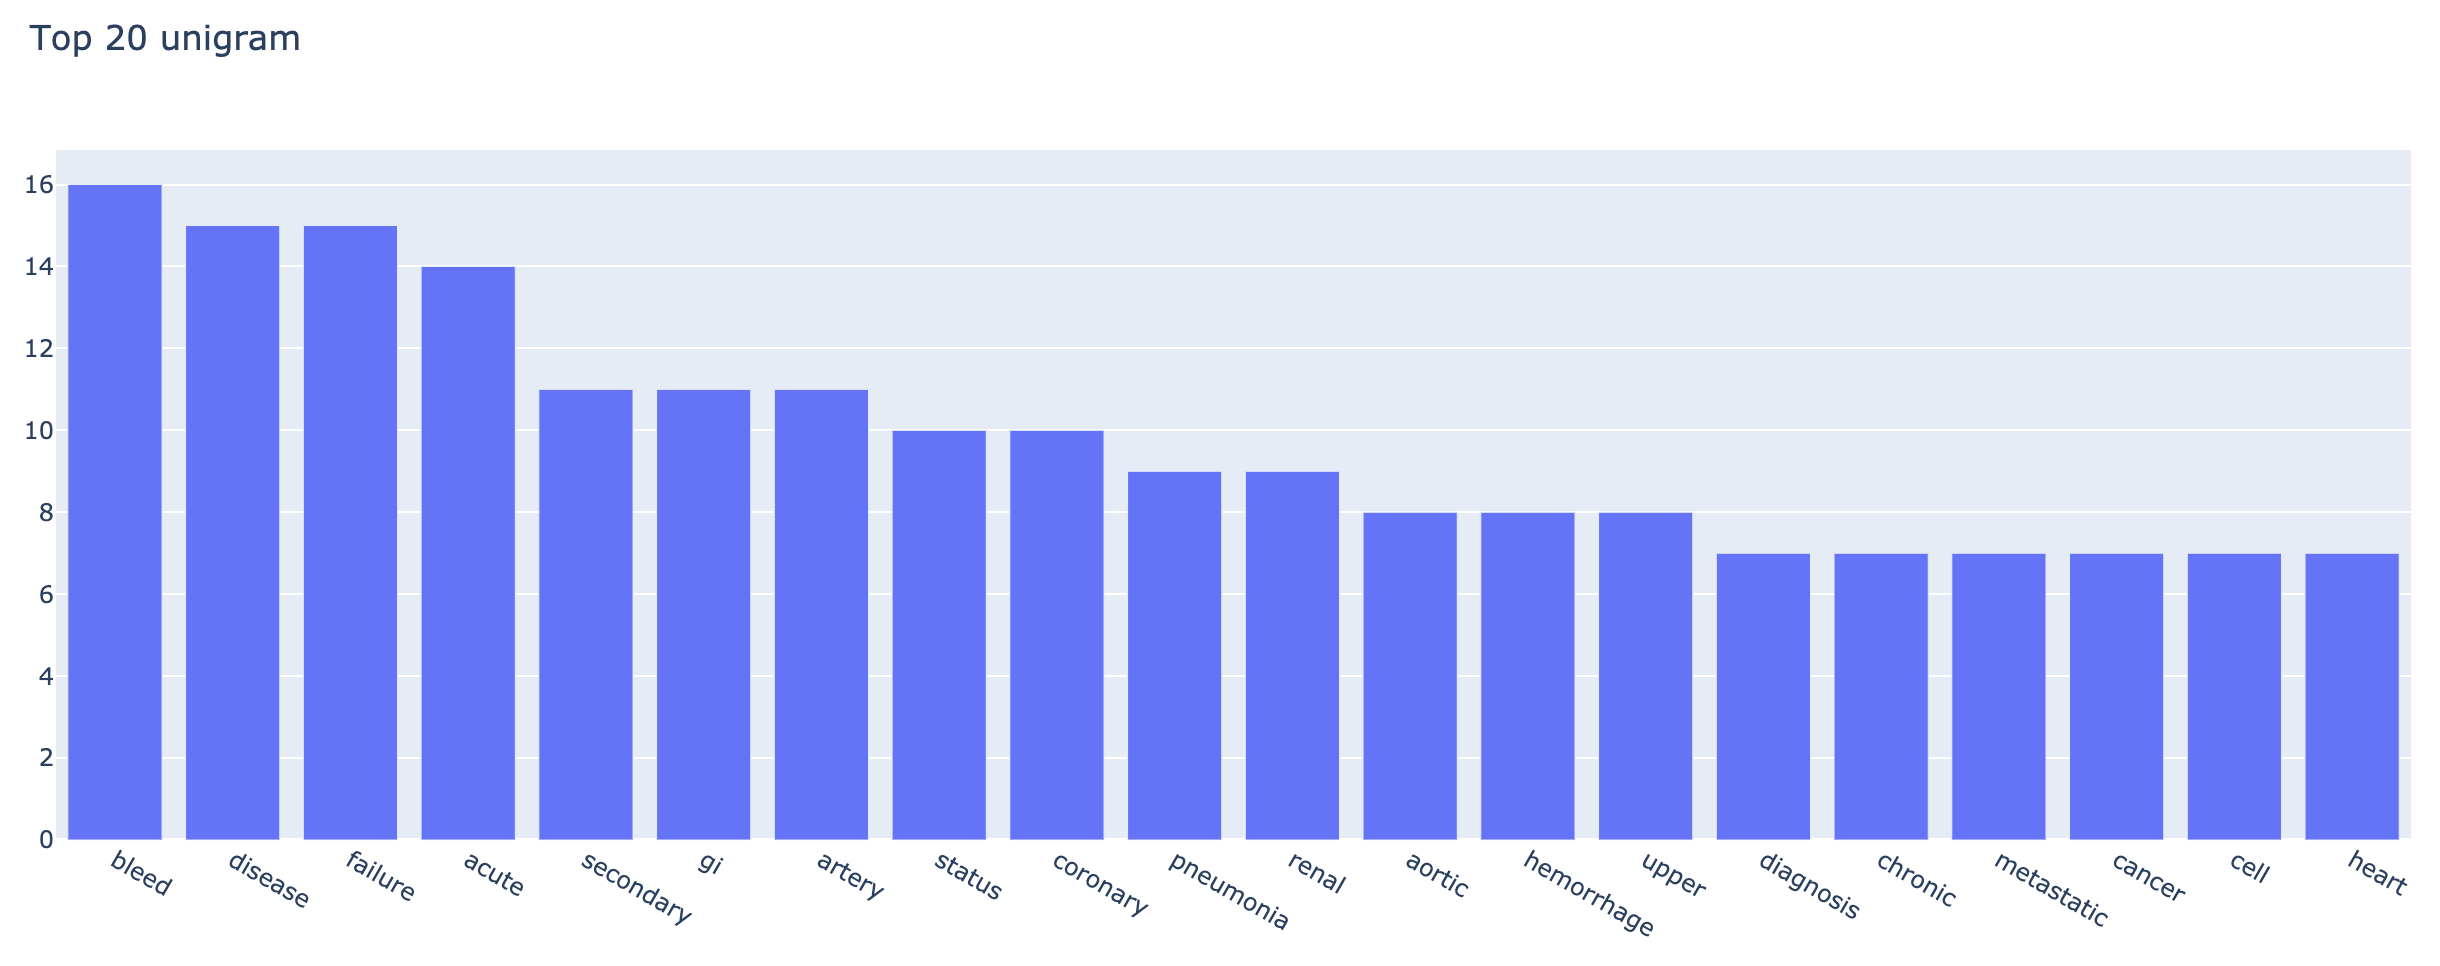 Top 20 unigram
16
14
12
10
8
6
4
2
0
bleed
disease
failure
acute
secondary
gi
artery
status
coronary
pneumonia
renal
aortic
hemorrhage
upper
diagnosis
chronic
metastatic
cancer
cell
heart